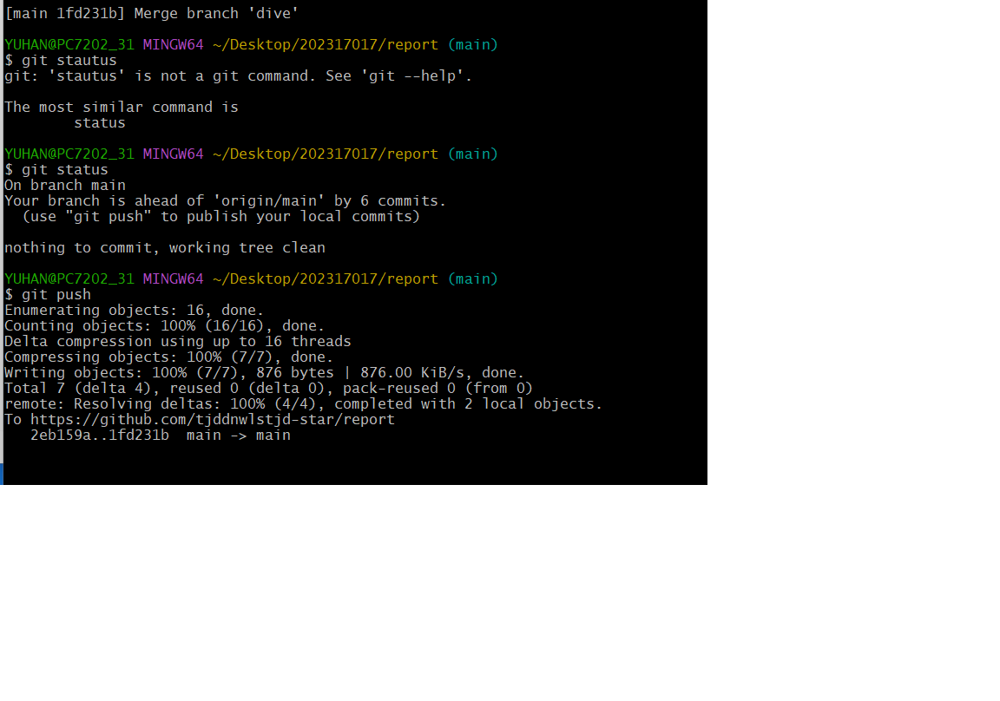 [main 1fd231b] Merge branch 'dive'
YUHAN@PC7202_31 MINGW64 ~/Desktop/202317017/report (main)
$ git stautus
git: 'stautus' is not a git command. See 'git --help'.
The most similar command is
status
YUHAN@PC7202_31 MINGW64 ~/Desktop/202317017/report (main)
$ git status
On branch main
Your branch is ahead of 'origin/main' by 6 commits.
(use "git push" to publish your local commits)
nothing to commit, working tree clean
YUHAN@PC7202_31 MINGW64 ~/Desktop/202317017/report (main)
$ git push
Enumerating objects: 16, done.
Counting objects: 100% (16/16), done.
Delta compression using up to 16 threads
Compressing objects: 100% (7/7), done.
Writing objects: 100% (7/7), 876 bytes | 876.00 KiB/s, done.
Total 7 (delta 4), reused 0 (delta 0), pack-reused 0 (from 0)
remote: Resolving deltas: 100% (4/4), completed with 2 local objects.
To https://github.com/tjddnwlstjd-star/report
2eb159a..1fd231b  main -> main